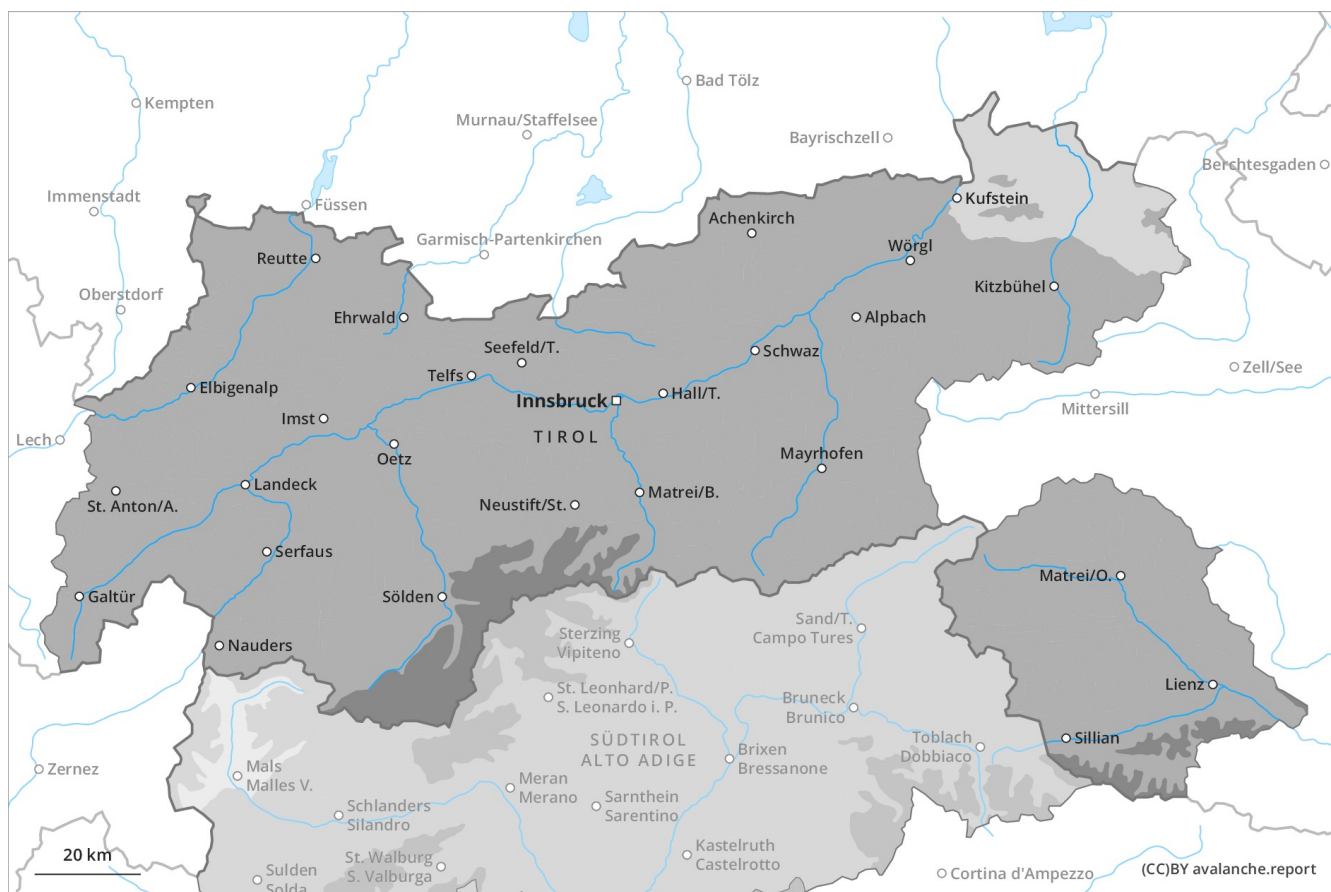 Bad Tölz
Kempten
Murnau/Staffelsee
Bayrischzell
Berchtesgaden
Immenstadt
Füssen
Kufstein
Achenkirch
Garmisch-Partenkirchen
Wörgl
Reutte
Kitzbühel
Oberstdorf
Ehrwald
Alpbach
Seefeld/T.
Schwaz
Zell/See
Telfs
Elbigenalp
Hall/T.
Innsbruck
Mittersill
Imst
TIROL
Lech
Oetz
Mayrhofen
Landeck
Matrei/B.
St. Anton/A.
Neustift/St.
Serfaus
Matrei/O.
Galtür
Sölden
Sand/T.
Campo Tures
Sterzing
Vipiteno
Nauders
Lienz
St. Leonhard/P.
S. Leonardo i. P.
Bruneck
Brunico
SÜDTIROL
ALTO ADIGE
Toblach
Dobbiaco
Sillian
Brixen
Bressanone
Zernez
Mals
Malles V.
Meran
Merano
Sarnthein
Sarentino
Schlanders
Silandro
Kastelruth
Castelrotto
20 km
St. Walburg
S. Valburga
Sulden
Solda
Cortina d'Ampezzo
(CC)BY avalanche.report